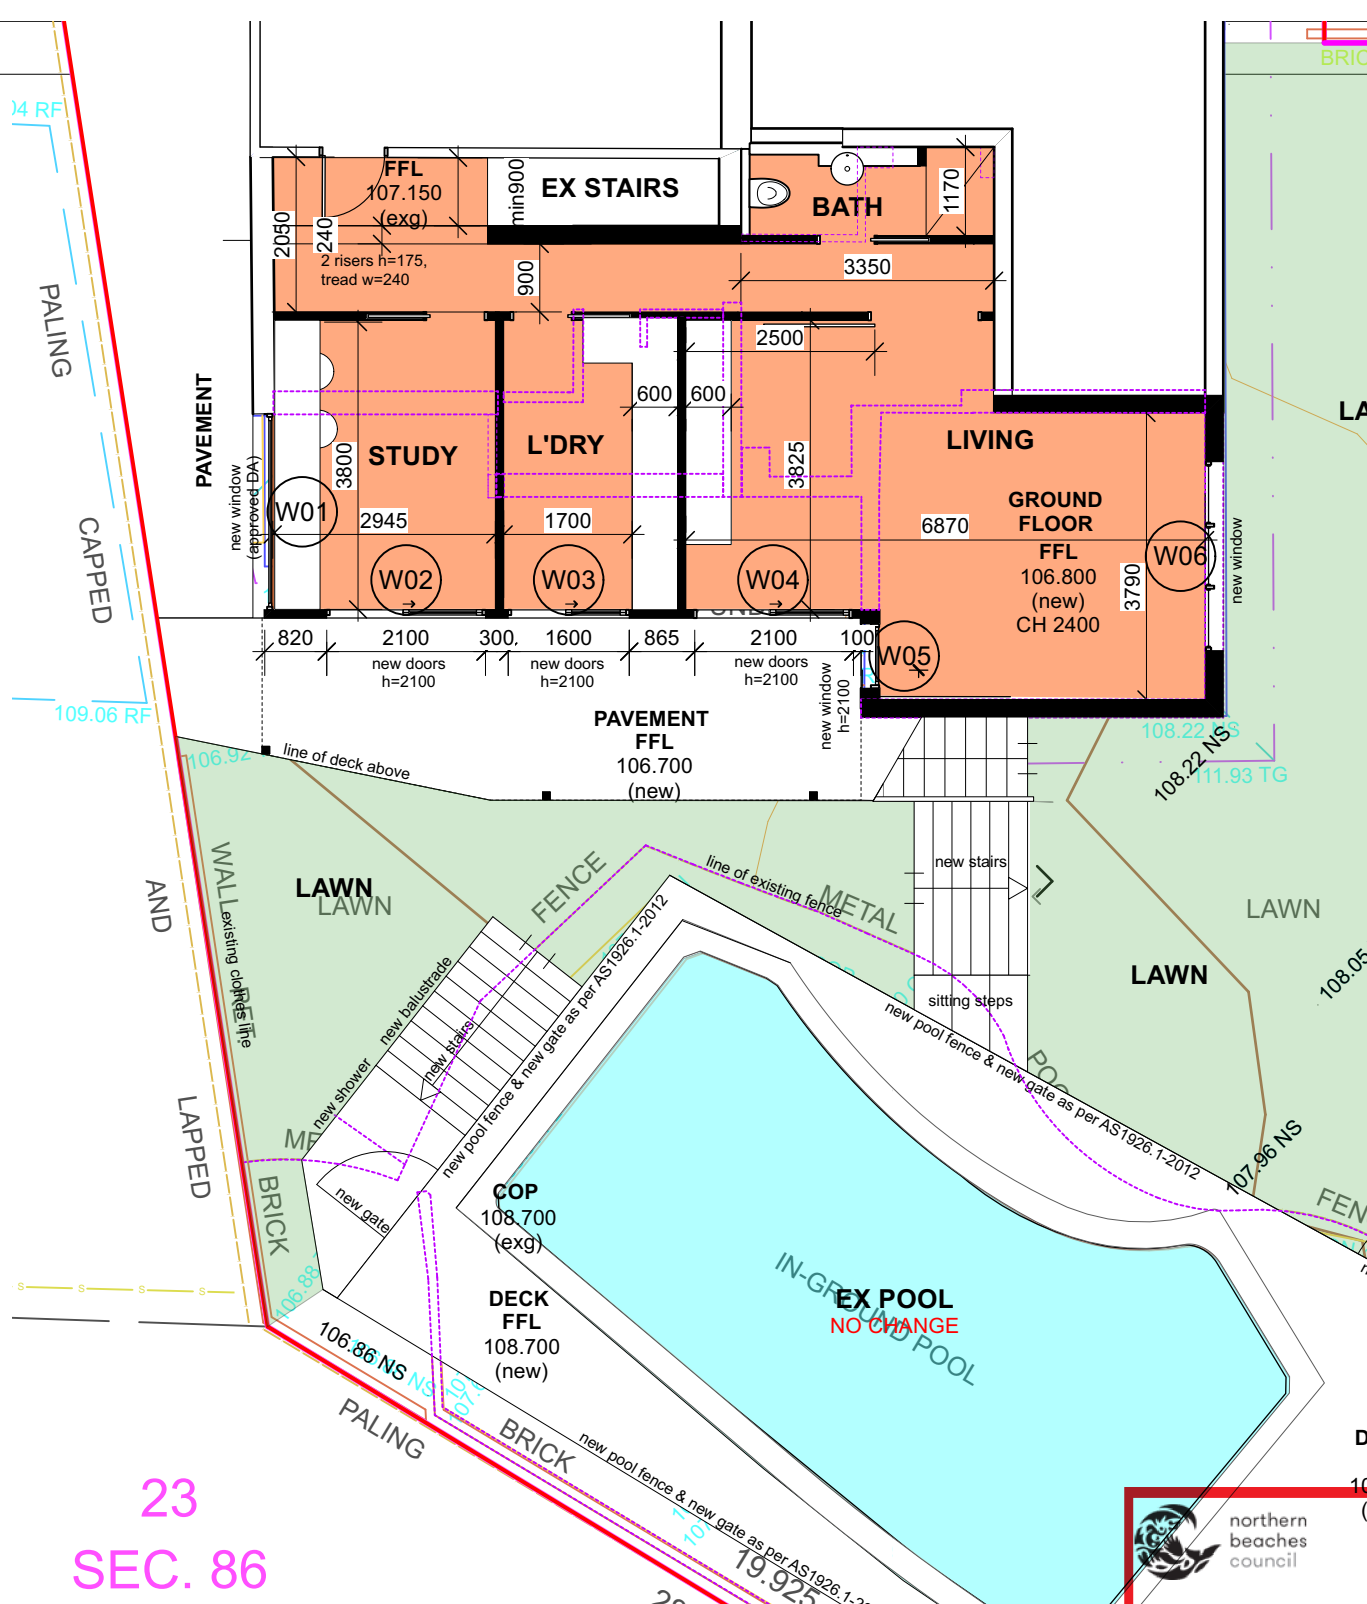 BRIC
04 RF
FFL
107.150
(exg)
min900
EX STAIRS
BATH
1170
2050
240
2 risers h=175,
tread w=240
900
3350
2500
600
600
PALING
CAPPED
AND
LAPPED
PAVEMENT
new window
(approved DA)
STUDY
3800
2945
L'DRY
1700
3825
LIVING
GROUND
FLOOR
FFL
106.800
(new)
CH 2400
6870
3790
W01
W02
W03
W04
W05
W06
new window
LA
820
2100
300
1600
865
2100
100
new doors
h=2100
new doors
h=2100
new doors
h=2100
new window
h=2100
109.06 RF
PAVEMENT
FFL
106.700
(new)
line of deck above
106.92
108.22 NS
108.22 NS
111.93 TG
WALL
RET.
existing clothes line
LAWN
LAWN
FENCE
line of existing fence
METAL
new stairs
sitting steps
LAWN
LAWN
108.05
new balustrade
new shower
new stairs
new pool fence & new gate as per AS1926.1-2012
new pool fence & new gate as per AS1926.1-2012
POO
107.96 NS
FEN
ME
BRICK
new gate
COP
108.700
(exg)
DECK
FFL
108.700
(new)
IN-GROUND POOL
EX POOL
NO CHANGE
106.88
106.86 NS
NS
PALING
BRICK
new pool fence & new gate as per AS1926.1-20
19.925
23
SEC. 86
S S S S
D
10
(
northern
beaches
council